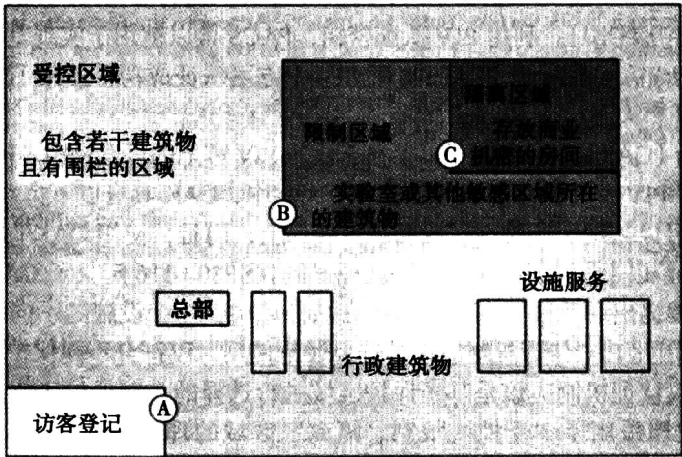 受控区域
包含若干建筑物
且有围栏的区域
区域
限制区域
存放商业
机密的房间
C
实验室或其他敏感区域所在
的建筑物
B
设施服务
总部
行政建筑物
访客登记
A